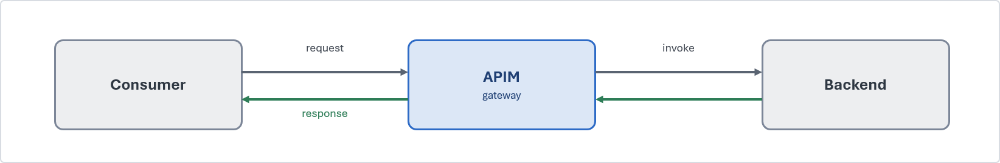 request
invoke
Consumer
APIM
gateway
Backend
response